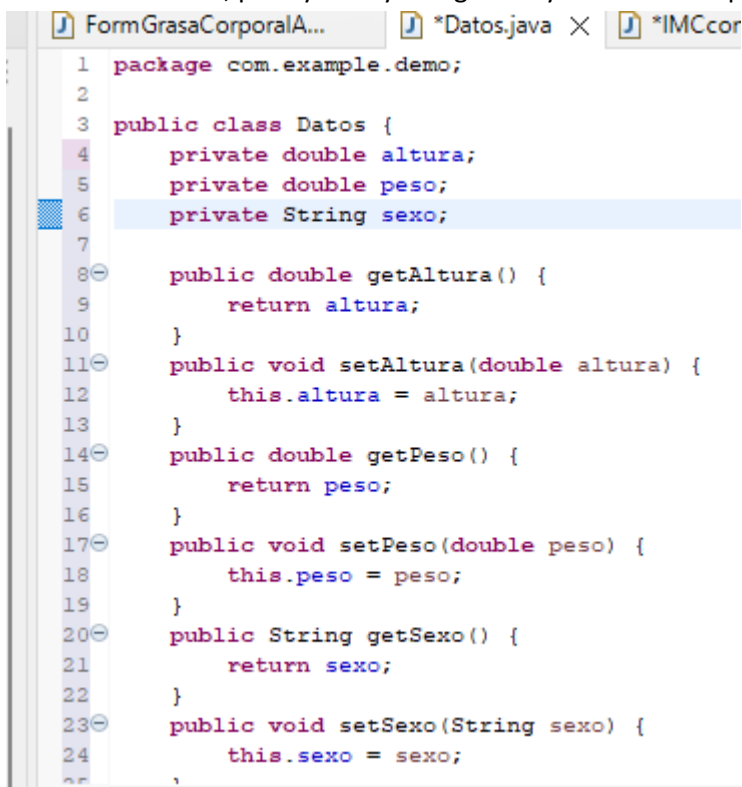 FormGrasaCorporalA... *Datos.java *IMCcor
1 package com.example.demo;
2
3 public class Datos {
4 private double altura;
5 private double peso;
6 private String sexo;
7
8 public double getAltura() {
9 return altura;
10 }
11 public void setAltura(double altura) {
12 this.altura = altura;
13 }
14 public double getPeso() {
15 return peso;
16 }
17 public void setPeso(double peso) {
18 this.peso = peso;
19 }
20 public String getSexo() {
21 return sexo;
22 }
23 public void setSexo(String sexo) {
24 this.sexo = sexo;